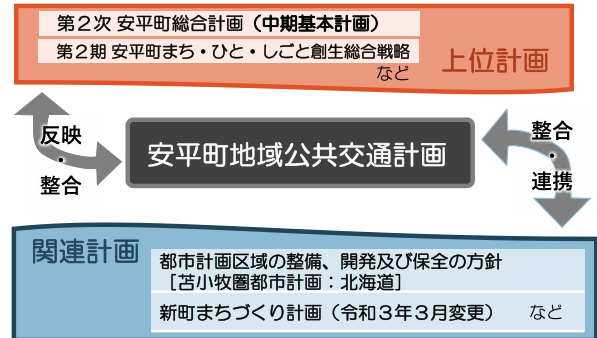 第２次 安平町総合計画（中期基本計画）
第２期 安平町まち・ひと・しごと創生総合戦略
など
上位計画
反映
・
整合
安平町地域公共交通計画
整合
・
連携
関連計画
都市計画区域の整備、開発及び保全の方針
［苫小牧圏都市計画：北海道］
新町まちづくり計画（令和３年３月変更）
など